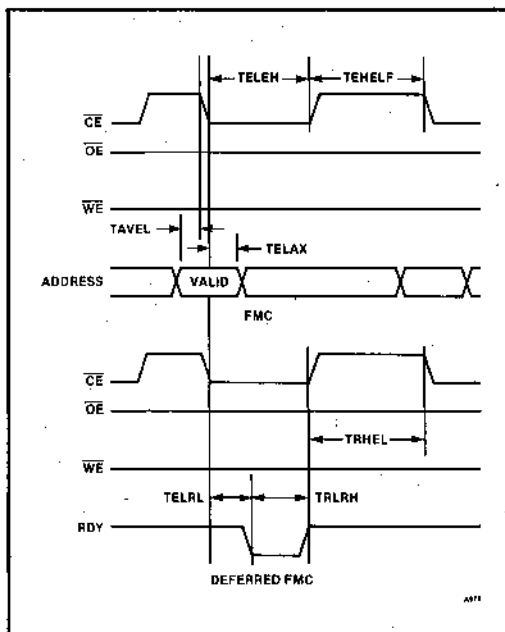 TELEH TEHELF
CE
OE
WE
TAVEL
TELAX
ADDRESS VALID
FMC
CE
OE
TRHEL
WE
TELRL TRLRH
RDY
DEFERRED FMC